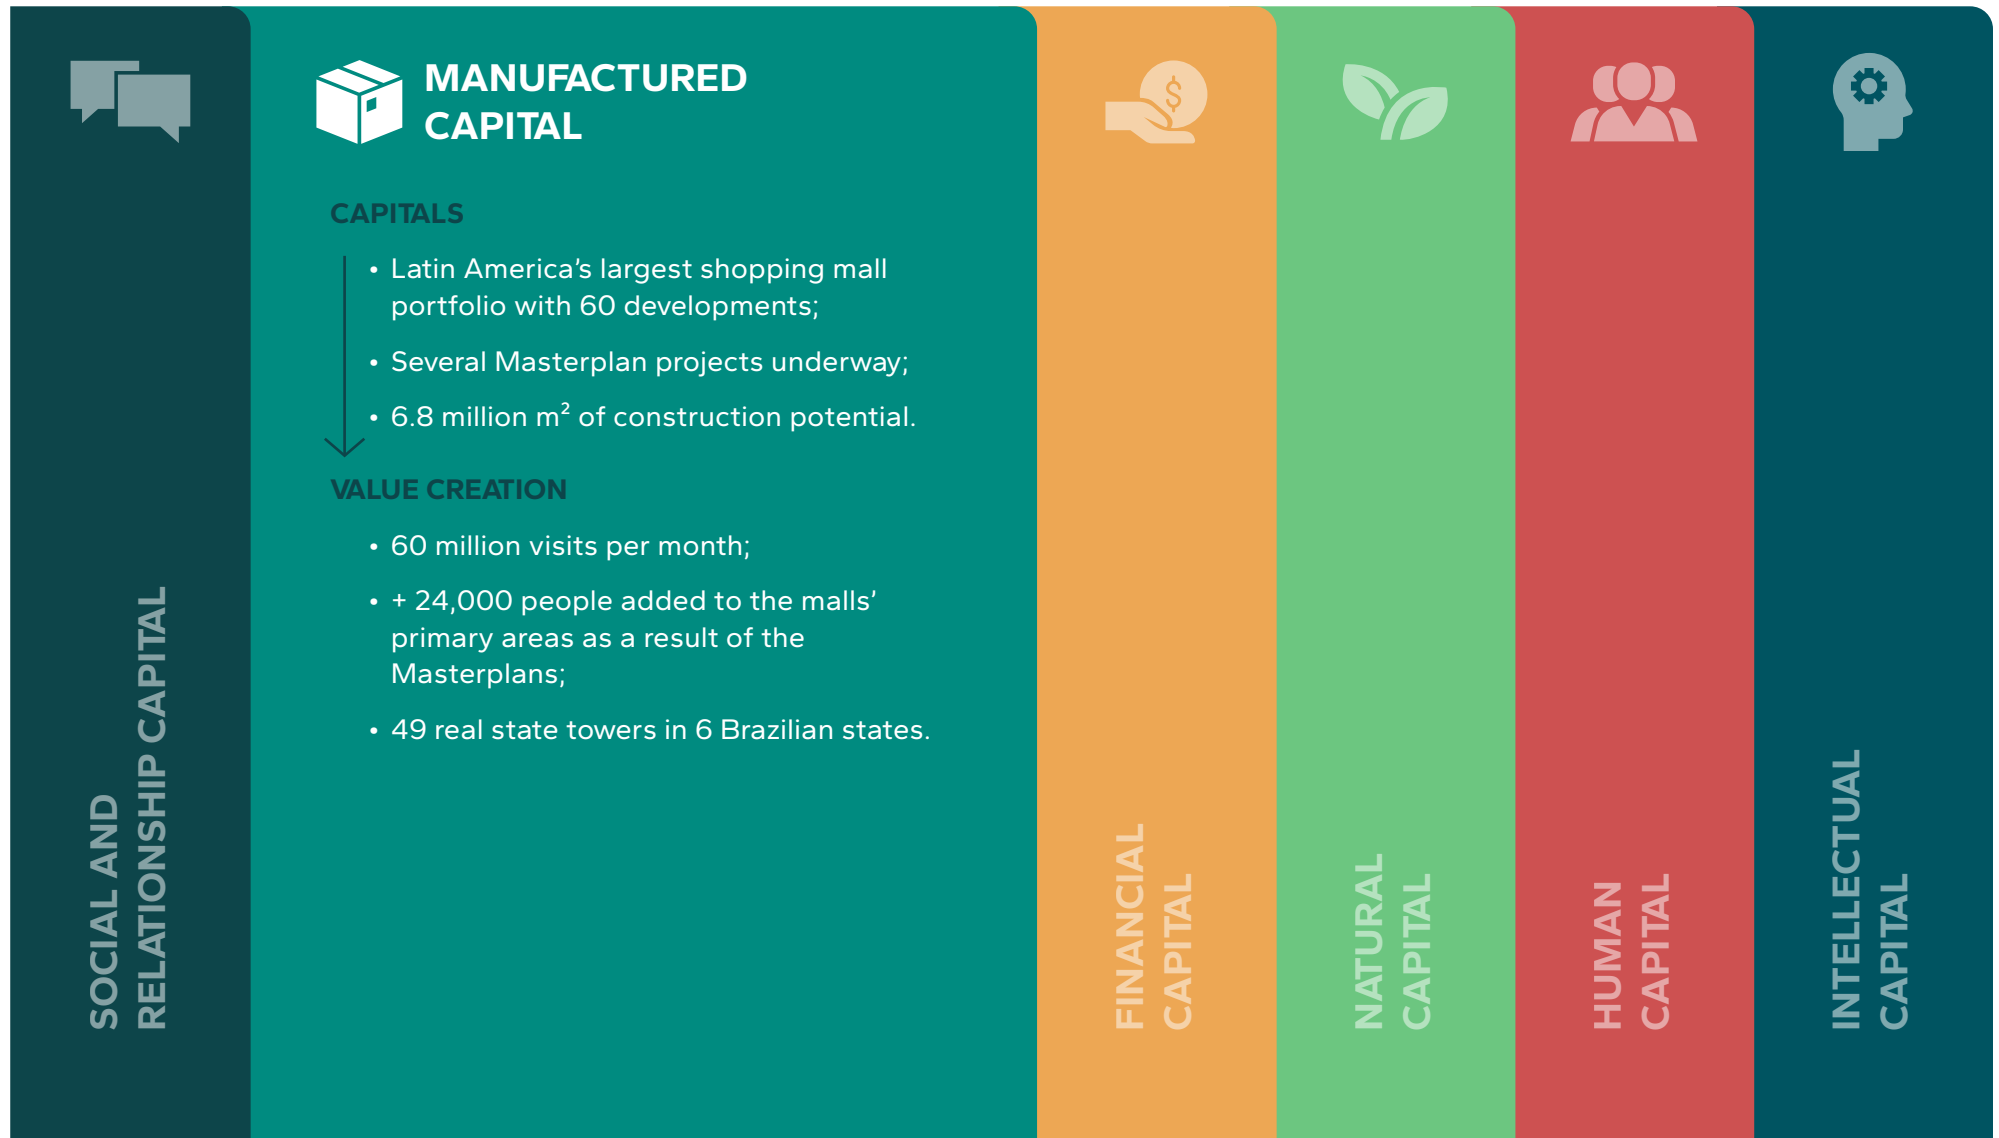 SOCIAL AND
RELATIONSHIP CAPITAL
MANUFACTURED
CAPITAL
CAPITALS
• Latin America’s largest shopping mall
portfolio with 60 developments;
• Several Masterplan projects underway;
• 6.8 million m² of construction potential.
VALUE CREATION
• 60 million visits per month;
• + 24,000 people added to the malls’
primary areas as a result of the
Masterplans;
• 49 real state towers in 6 Brazilian states.
$
FINANCIAL
CAPITAL
NATURAL
CAPITAL
HUMAN
CAPITAL
INTELLECTUAL
CAPITAL